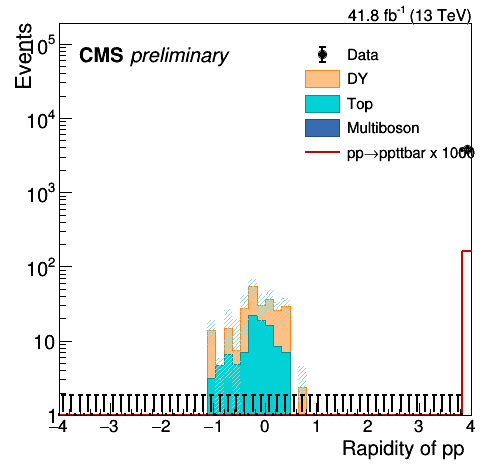 41.8 fb⁻¹ (13 TeV)
Events
CMS preliminary
Data
DY
Top
Multiboson
pp→ppttbar x 1000
10⁵
10⁴
10³
10²
10
1
−4 −3 −2 −1 0 1 2 3 4
Rapidity of pp